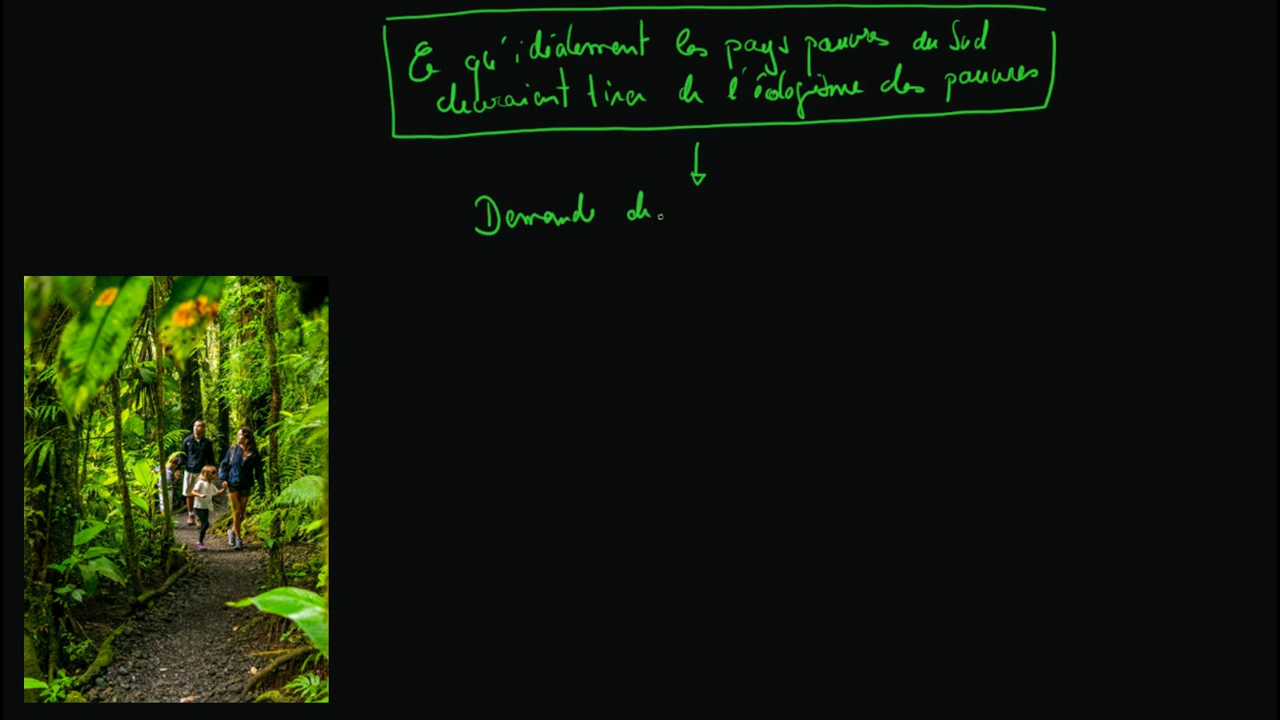 Ce qu'idéalement les pays pauvres du Sud
devraient tirer de l'écologisme des pauvres
Demande de